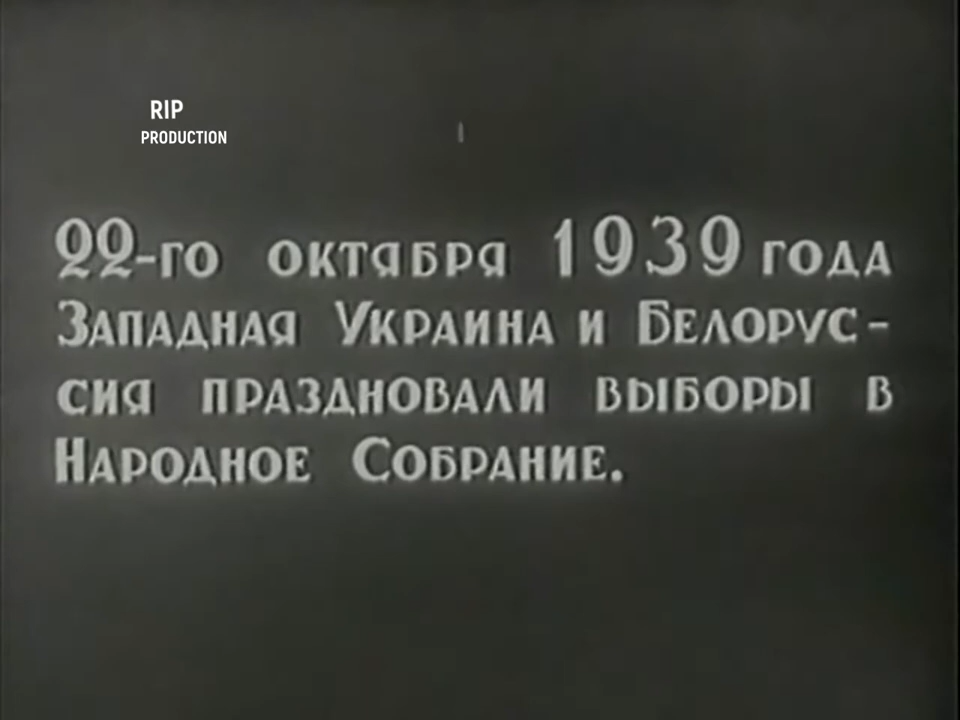 RIP
PRODUCTION
22-го октября 1939 года
Западная Украина и Белорус-
сия праздновали выборы в
Народное Собрание.